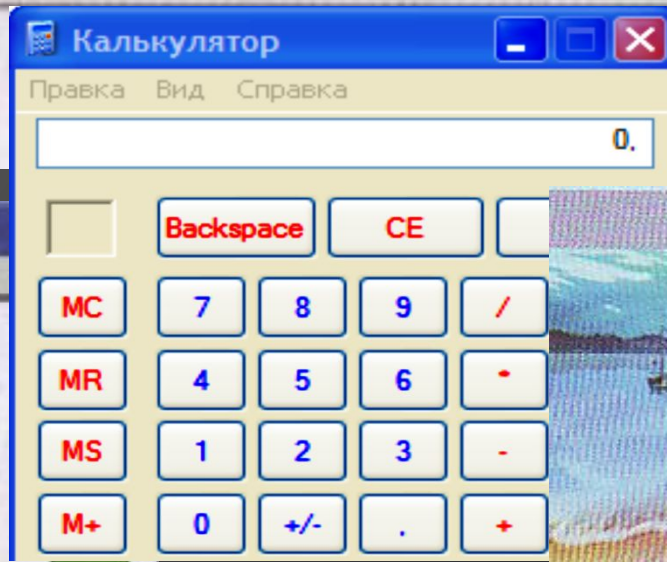 Калькулятор
Правка Вид Справка
0.
Backspace CE
MC 7 8 9 /
MR 4 5 6 *
MS 1 2 3 -
M+ 0 +/- . +